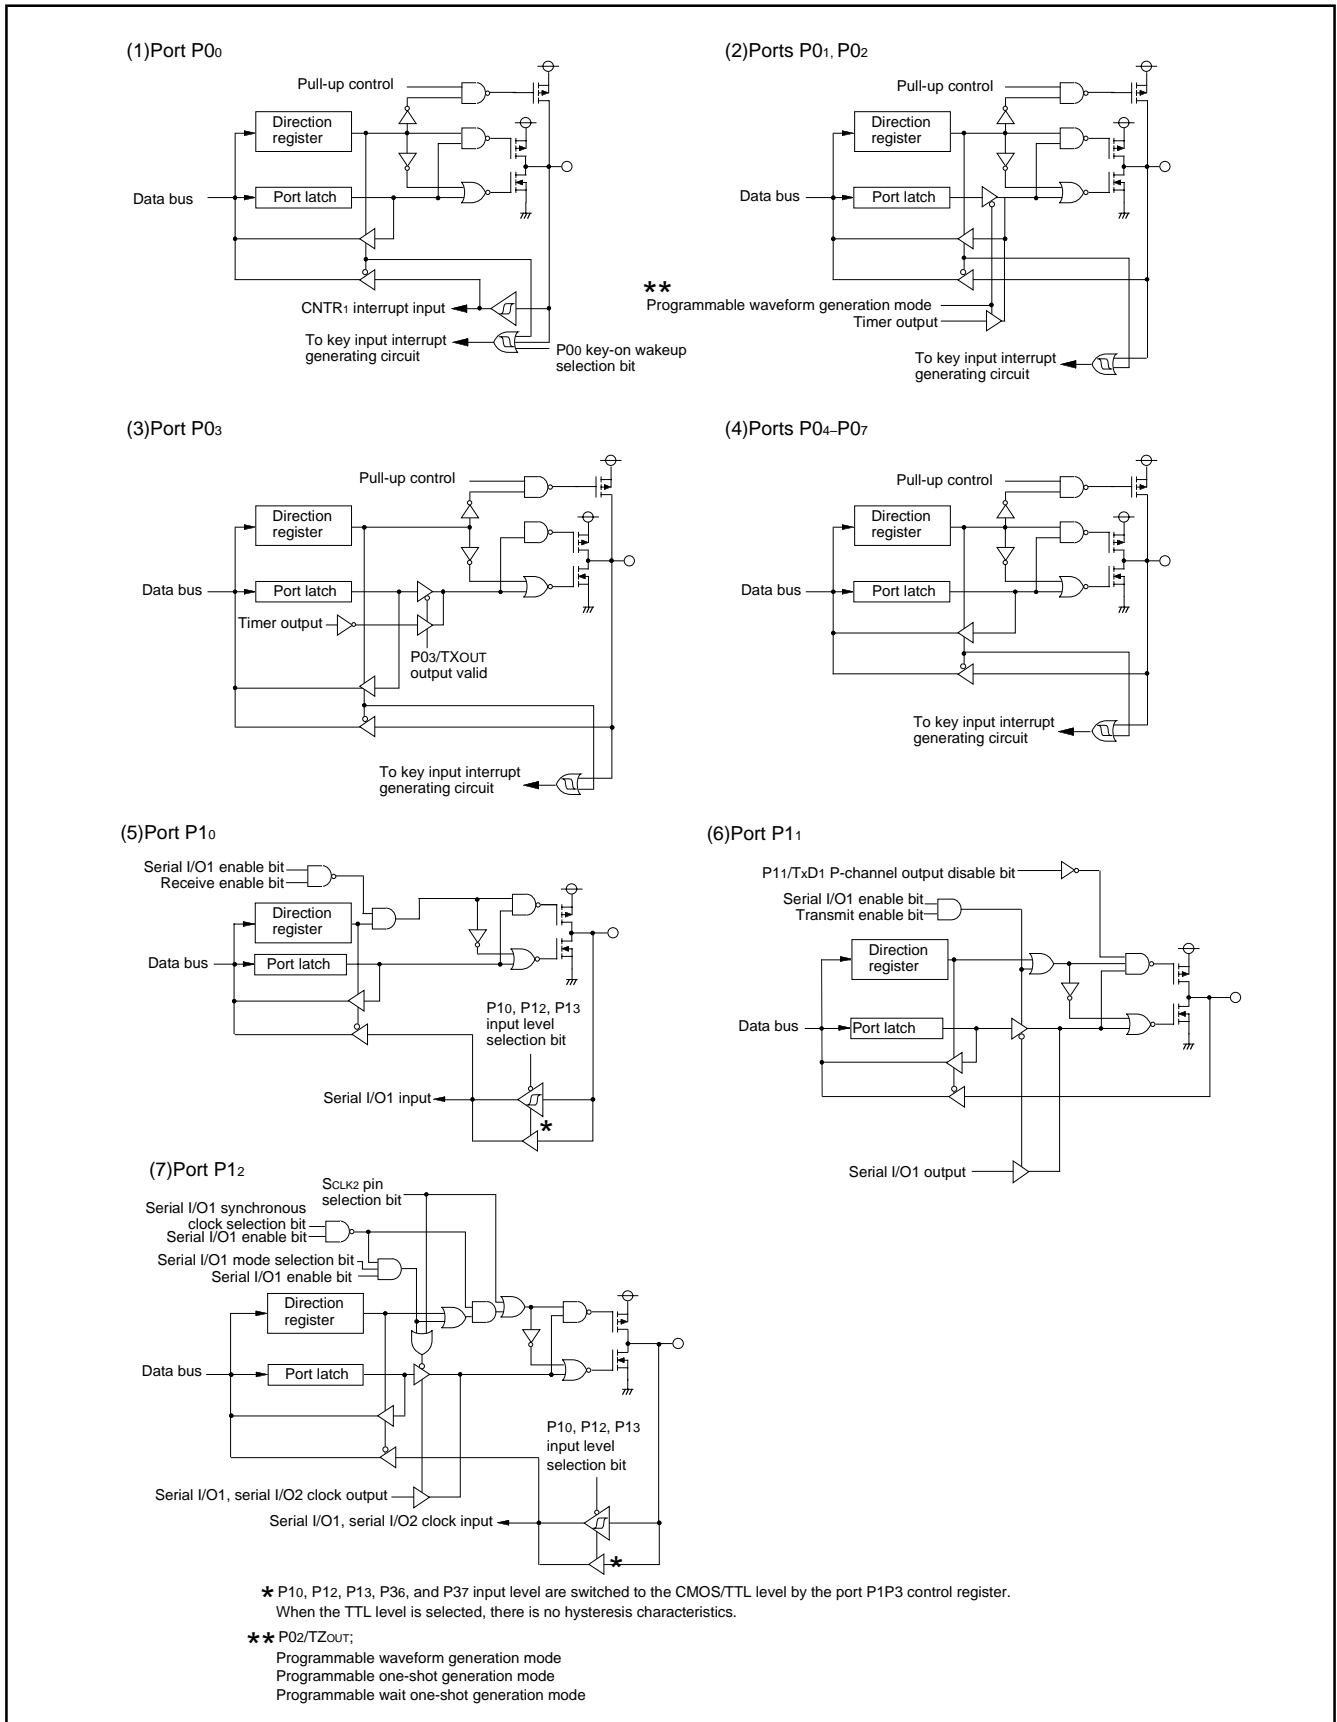 (1)Port P00
Pull-up control
Direction
register
Data bus
Port latch
CNTR1 interrupt input
To key input interrupt
generating circuit
P00 key-on wakeup
selection bit
(2)Ports P01, P02
Pull-up control
Direction
register
Data bus
Port latch
**
Programmable waveform generation mode
Timer output
To key input interrupt
generating circuit
(3)Port P03
Pull-up control
Direction
register
Data bus
Port latch
Timer output
P03/TXOUT
output valid
To key input interrupt
generating circuit
(4)Ports P04–P07
Pull-up control
Direction
register
Data bus
Port latch
To key input interrupt
generating circuit
(5)Port P10
Serial I/O1 enable bit
Receive enable bit
Direction
register
Data bus
Port latch
P10, P12, P13
input level
selection bit
Serial I/O1 input
*
(6)Port P11
P11/TxD1 P-channel output disable bit
Serial I/O1 enable bit
Transmit enable bit
Direction
register
Data bus
Port latch
Serial I/O1 output
(7)Port P12
SCLK2 pin
selection bit
Serial I/O1 synchronous
clock selection bit
Serial I/O1 enable bit
Serial I/O1 mode selection bit
Serial I/O1 enable bit
Direction
register
Data bus
Port latch
P10, P12, P13
input level
selection bit
Serial I/O1, serial I/O2 clock output
Serial I/O1, serial I/O2 clock input
*
* P10, P12, P13, P36, and P37 input level are switched to the CMOS/TTL level by the port P1P3 control register.
When the TTL level is selected, there is no hysteresis characteristics.
** P02/TZOUT;
Programmable waveform generation mode
Programmable one-shot generation mode
Programmable wait one-shot generation mode